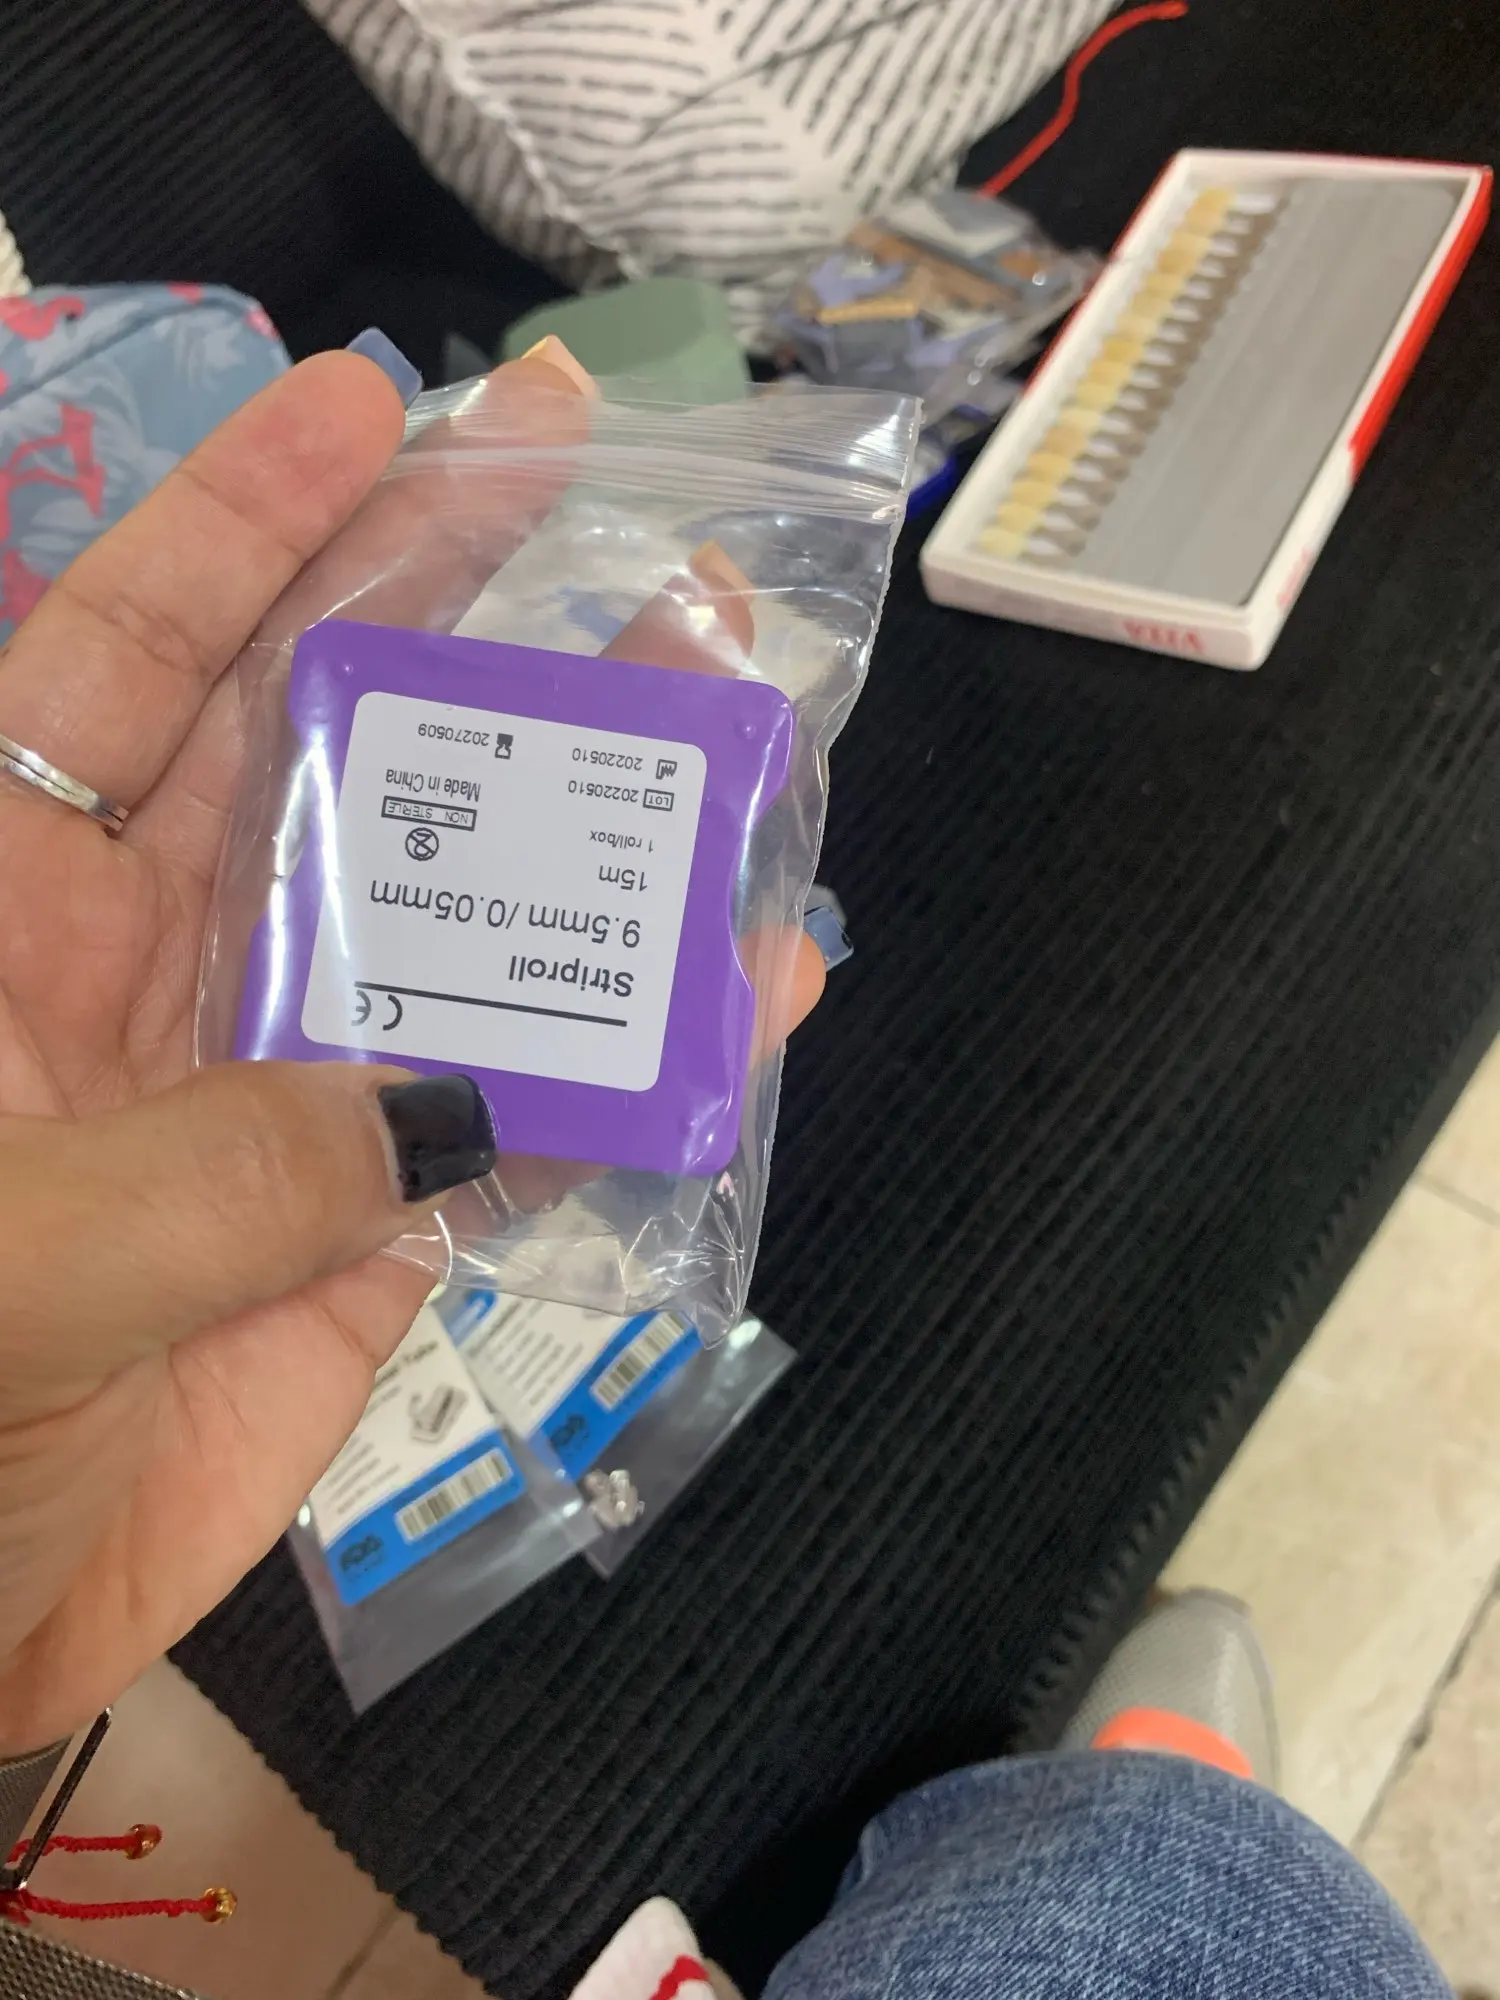 CE
Striproll
9.5mm / 0.05mm
15m
1 roll/box
2
NON STERILE
LOT 20220510
Made in China
20220510
20270509
VITA